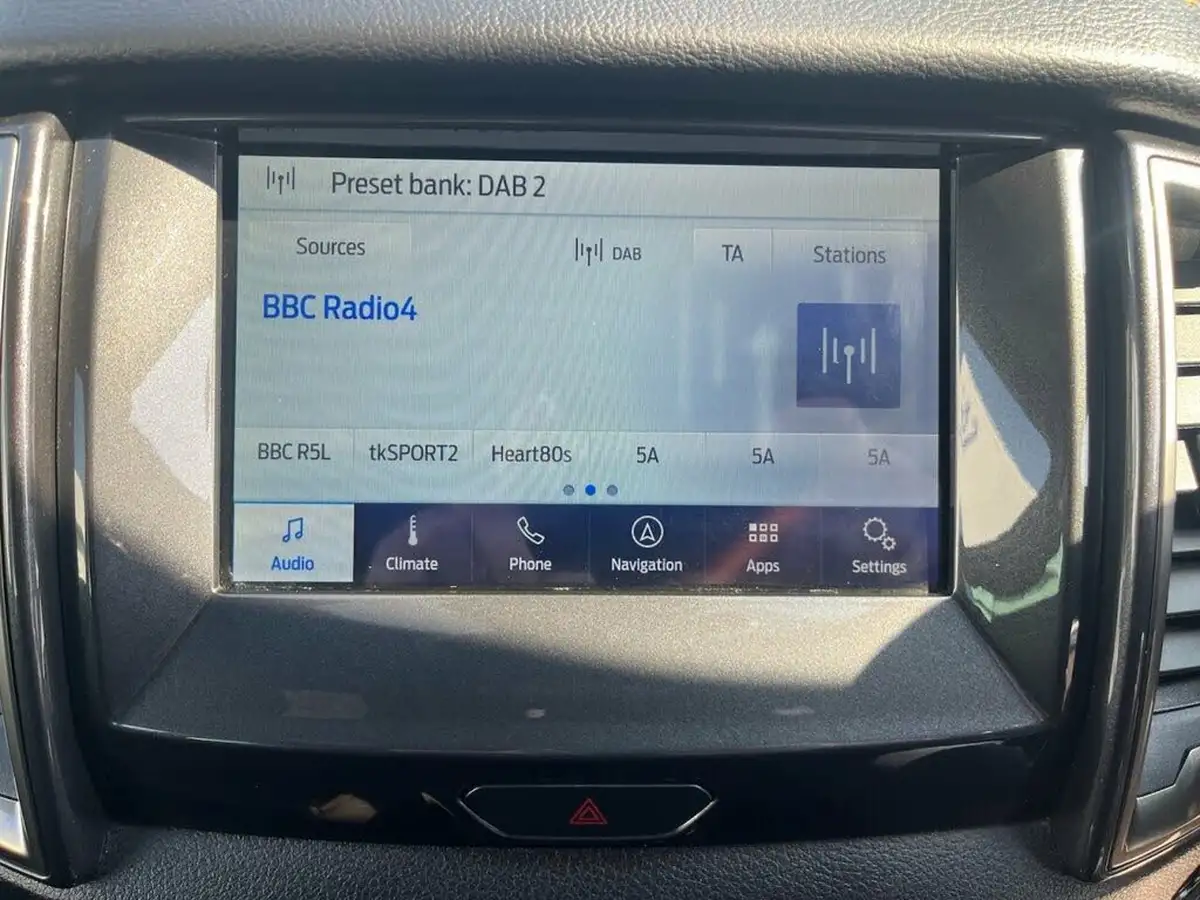 Preset bank: DAB 2
Sources
DAB
TA
Stations
BBC Radio4
BBC R5L
tkSPORT2
Heart80s
5A
5A
5A
Audio
Climate
Phone
Navigation
Apps
Settings